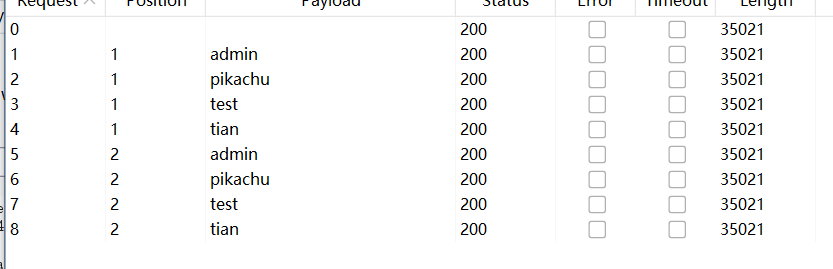 Request Position Payload Status Error Timeout Length
0 200 35021
1 1 admin 200 35021
2 1 pikachu 200 35021
3 1 test 200 35021
4 1 tian 200 35021
5 2 admin 200 35021
6 2 pikachu 200 35021
7 2 test 200 35021
8 2 tian 200 35021